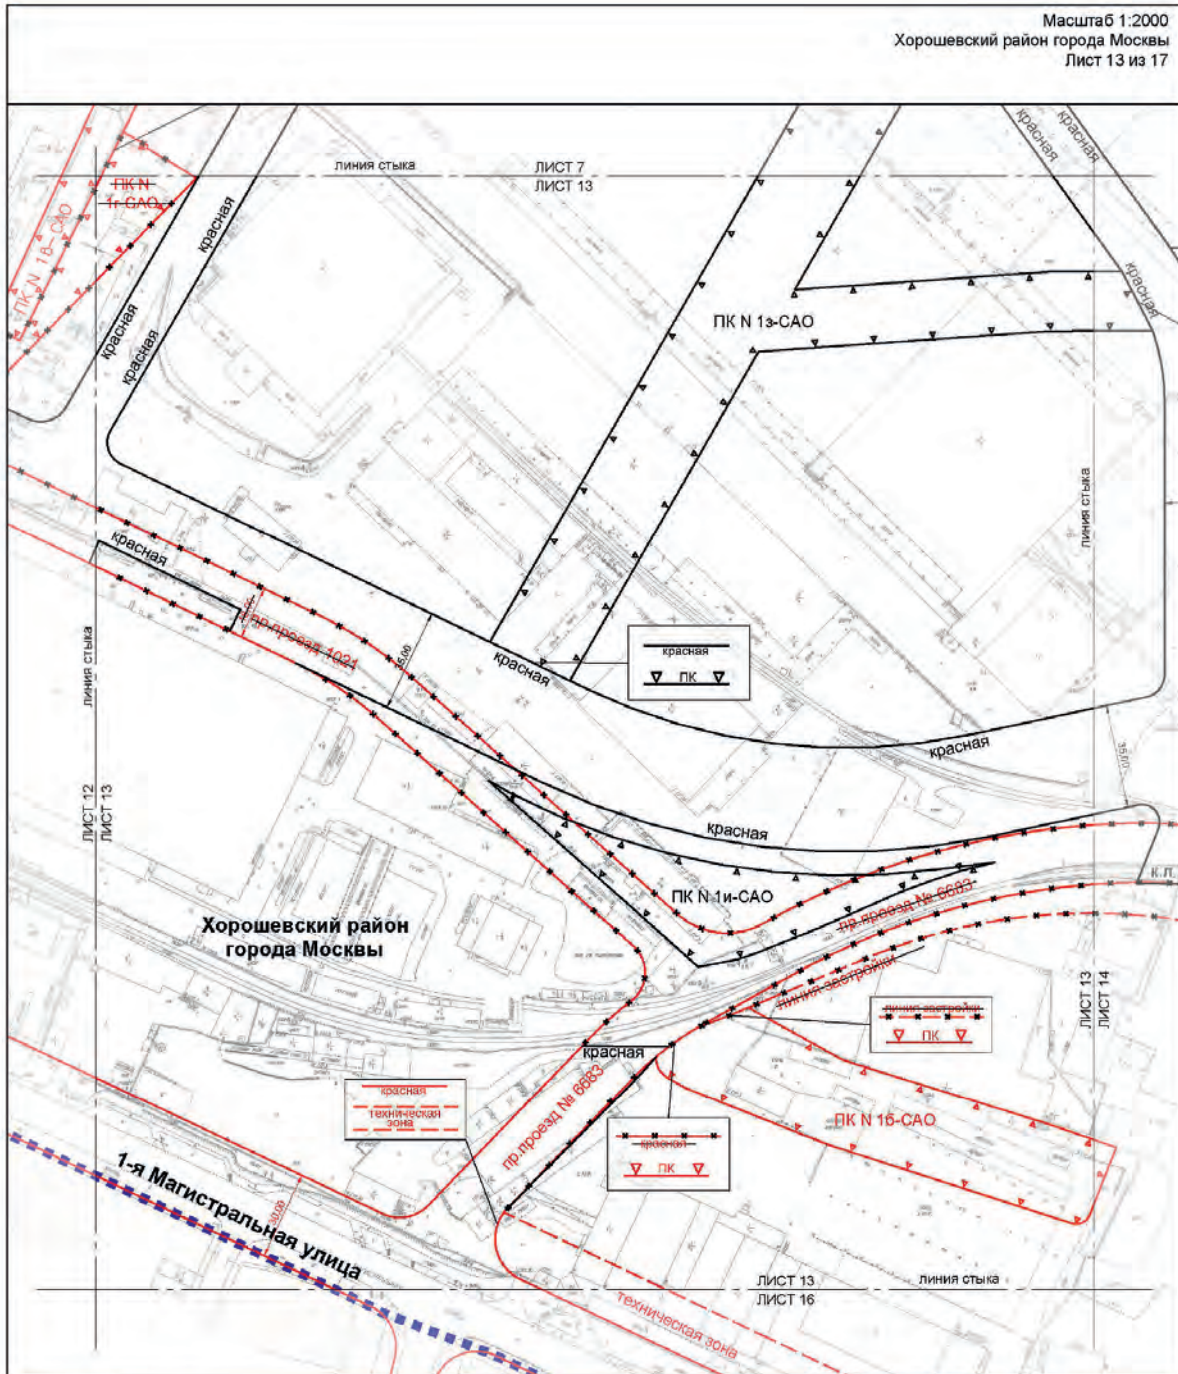 Масштаб 1:2000
Хорошевский район города Москвы
Лист 13 из 17
красная
красная
линия стыка
ЛИСТ 7
ЛИСТ 13
ПК N
1г-САО
ПК N 1в-САО
красная
красная
красная
красная
ПК N 1з-САО
линия стыка
красная
пр.проезд 1021
35,00
красная
красная
ПК
линия стыка
красная
35,00
ЛИСТ 12
ЛИСТ 13
красная
ПК N 1и-САО
пр.проезд № 6683
к.л.
Хорошевский район
города Москвы
линия застройки
ЛИСТ 13
ЛИСТ 14
линия застройки
ПК
красная
красная
техническая
зона
пр.проезд № 6683
красная
ПК
ПК N 1б-САО
1-я Магистральная улица
30,00
ЛИСТ 13
ЛИСТ 16
линия стыка
техническая зона